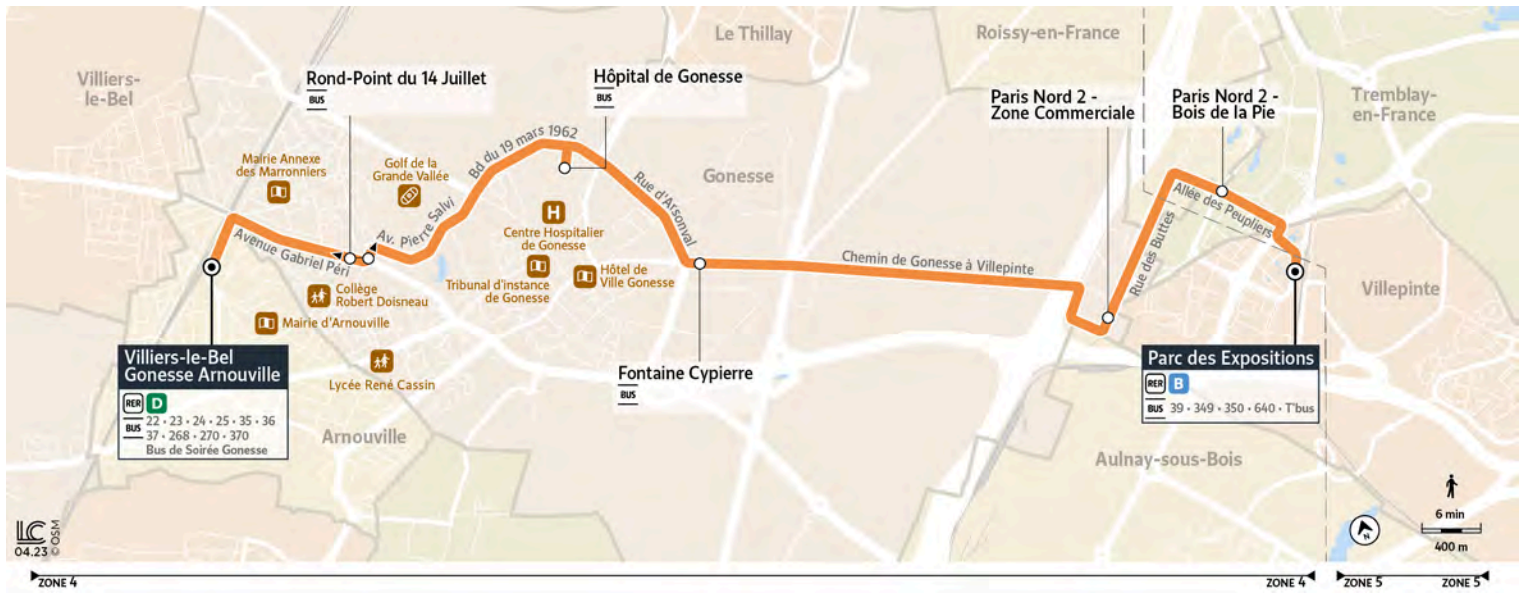 Le Thillay
Roissy-en-France
Villiers-
le-Bel
Rond-Point du 14 Juillet
BUS
Hôpital de Gonesse
BUS
Paris Nord 2 -
Zone Commerciale
Paris Nord 2 -
Bois de la Pie
Tremblay-
en-France
Mairie Annexe
des Marronniers
Golf de la
Grande Vallée
Bd du 19 mars 1962
Gonesse
Rue d'Arsonval
Av. Pierre Salvi
Allée des Peupliers
H
Centre Hospitalier
de Gonesse
Avenue Gabriel Péri
Chemin de Gonesse à Villepinte
Rue des Buttes
Hôtel de
Ville Gonesse
Tribunal d'instance
de Gonesse
Collège
Robert Doisneau
Villepinte
Mairie d'Arnouville
Villiers-le-Bel
Gonesse Arnouville
RER D
BUS 22 • 23 • 24 • 25 • 35 • 36
37 • 268 • 270 • 370
Bus de Soirée Gonesse
Lycée René Cassin
Fontaine Cypierre
BUS
Parc des Expositions
RER B
BUS 39 • 349 • 350 • 640 • T'bus
Arnouville
Aulnay-sous-Bois
LC
04.23 © OSM
N
6 min
400 m
ZONE 4
ZONE 4
ZONE 5
ZONE 5